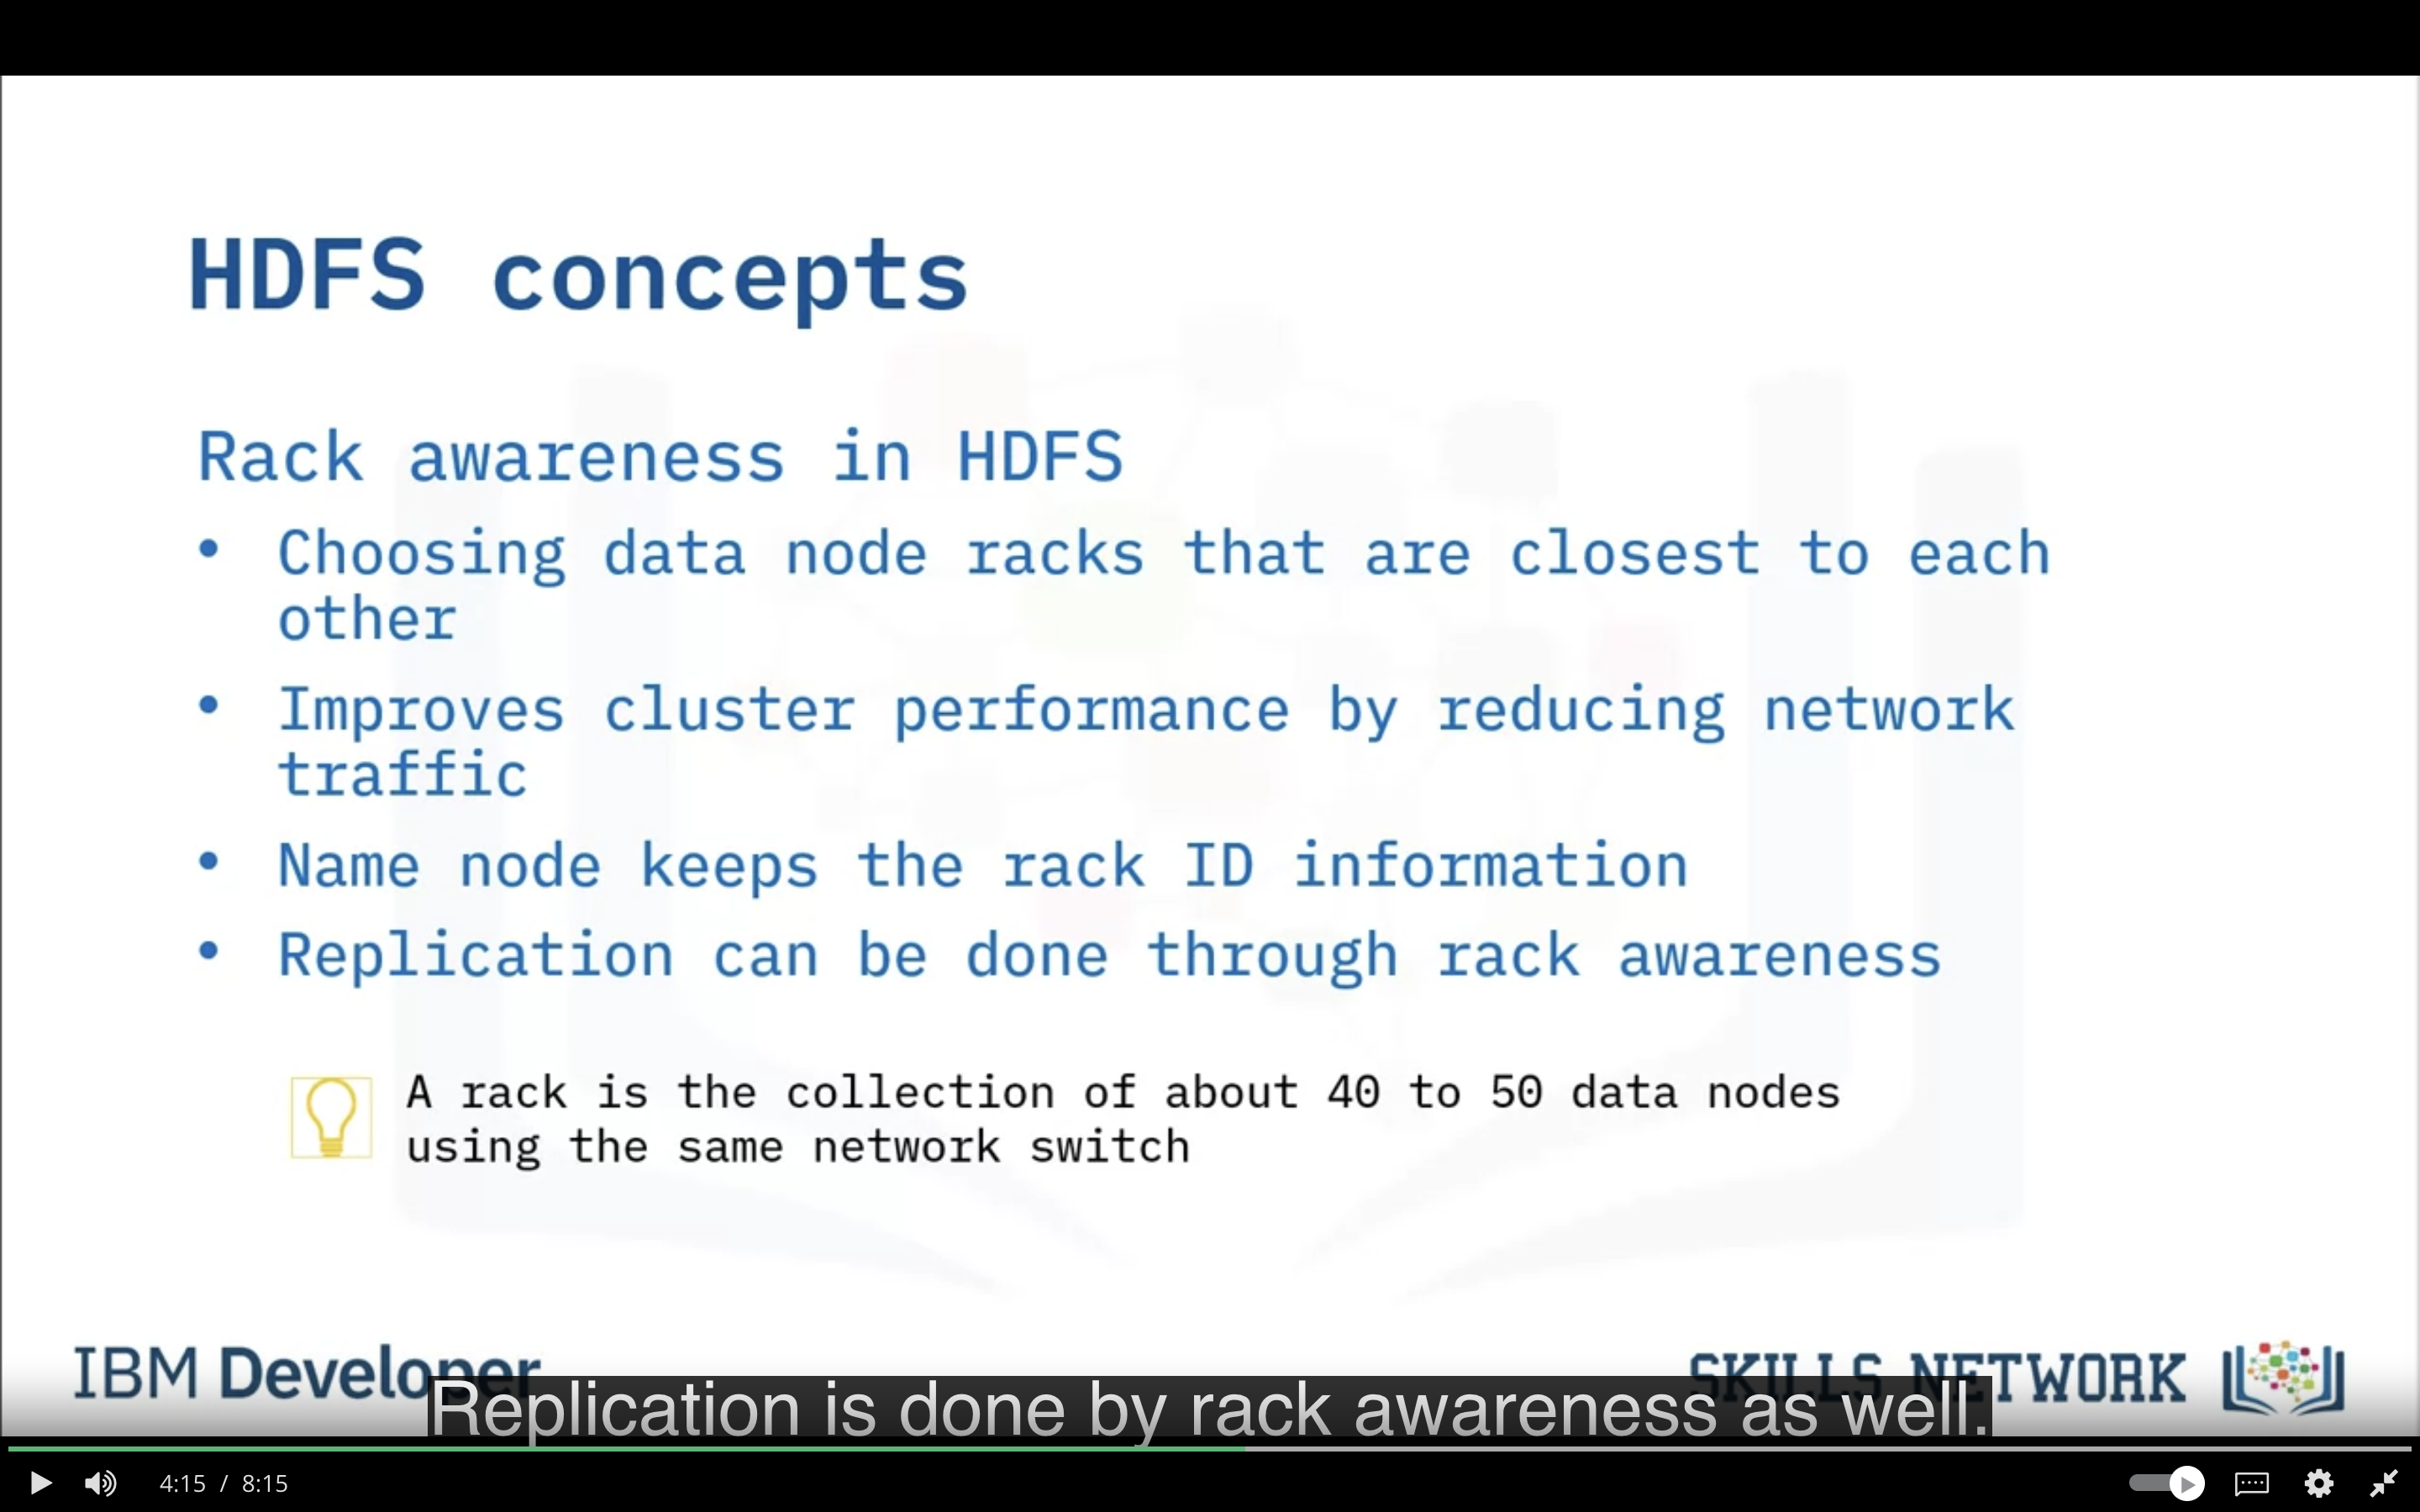 HDFS concepts
Rack awareness in HDFS
• Choosing data node racks that are closest to each
other
• Improves cluster performance by reducing network
traffic
• Name node keeps the rack ID information
• Replication can be done through rack awareness
A rack is the collection of about 40 to 50 data nodes
using the same network switch
IBM Developer
SKILLS NETWORK
Replication is done by rack awareness as well.
4:15 / 8:15